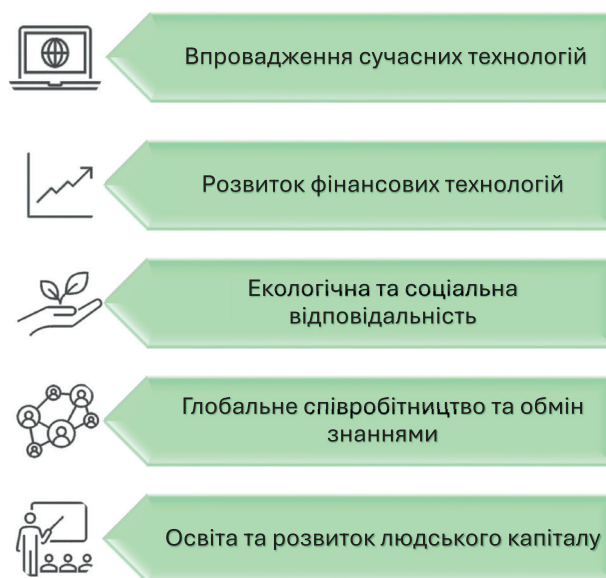 Впровадження сучасних технологій
Розвиток фінансових технологій
Екологічна та соціальна
відповідальність
Глобальне співробітництво та обмін
знаннями
Освіта та розвиток людського капіталу